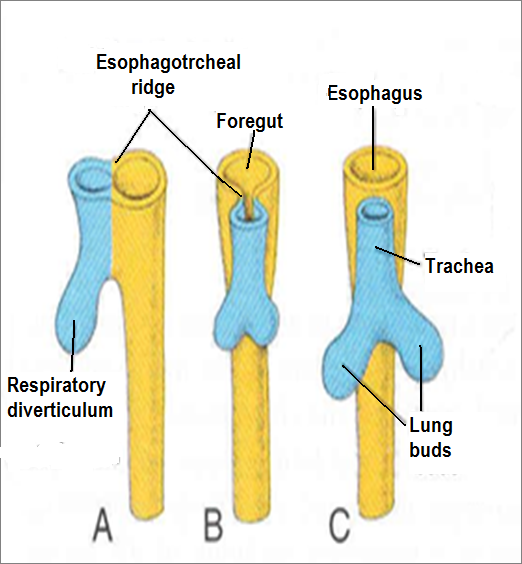 Esophagotrcheal
ridge
Foregut
Esophagus
Trachea
Respiratory
diverticulum
Lung
buds
A
B
C